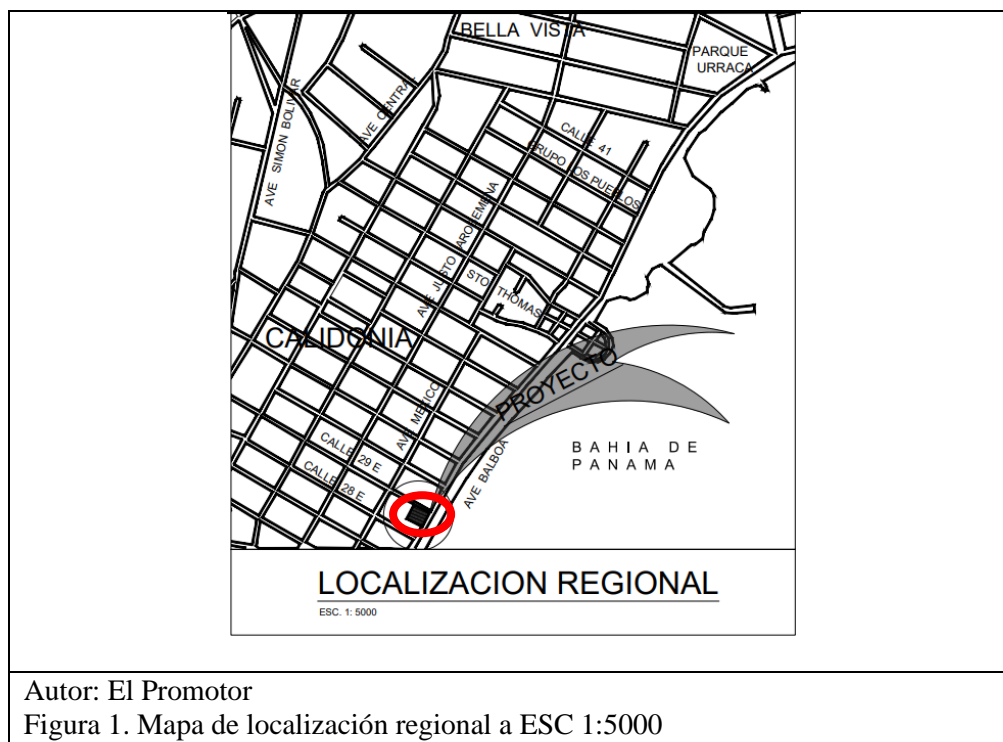 BELLA VISTA
PARQUE
URRACA
AVE SIMON BOLIVAR
AVE CENTRAL
CALLE 41
GRUPO LOS PUEBLOS
AVE JUSTO AROSEMENA
STO THOMAS
CALIDONIA
PROYECTO
AVE MEXICO
BAHIA DE
PANAMA
CALLE 29 E
CALLE 28 E
AVE BALBOA
LOCALIZACION REGIONAL
ESC. 1: 5000
Autor: El Promotor
Figura 1. Mapa de localización regional a ESC 1:5000